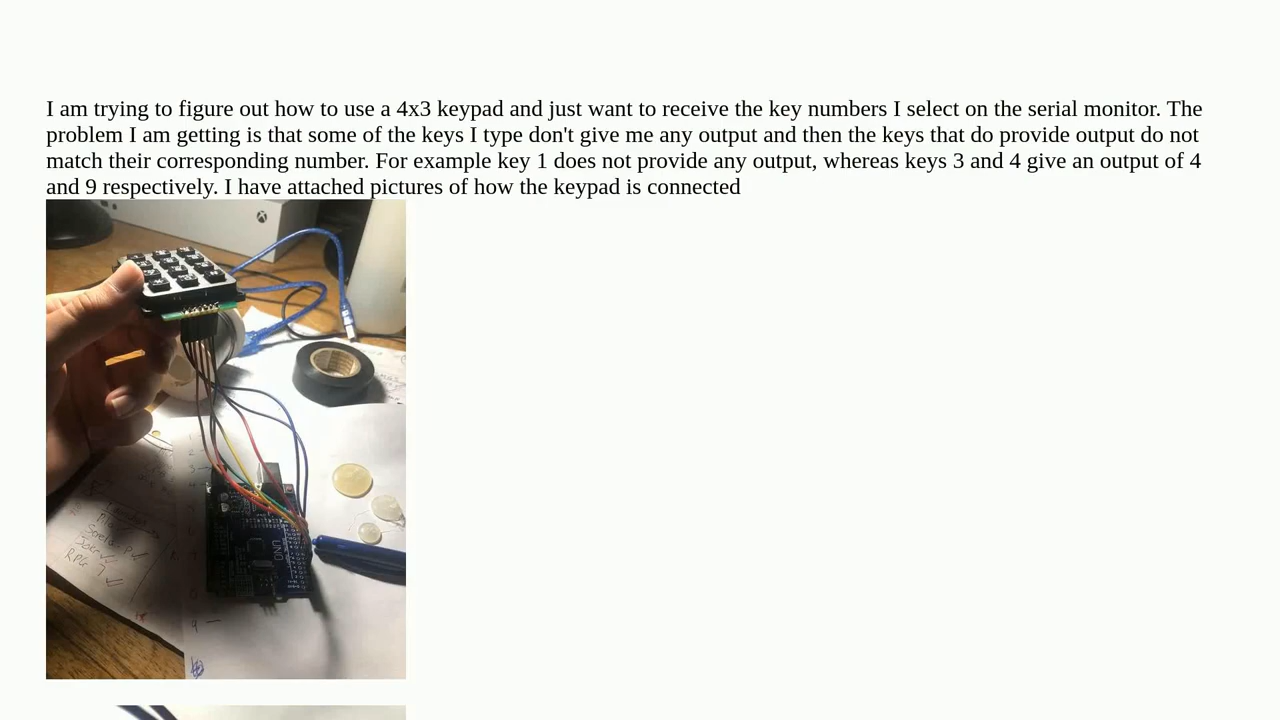 I am trying to figure out how to use a 4x3 keypad and just want to receive the key numbers I select on the serial monitor. The
problem I am getting is that some of the keys I type don't give me any output and then the keys that do provide output do not
match their corresponding number. For example key 1 does not provide any output, whereas keys 3 and 4 give an output of 4
and 9 respectively. I have attached pictures of how the keypad is connected
UNO
RPG 7